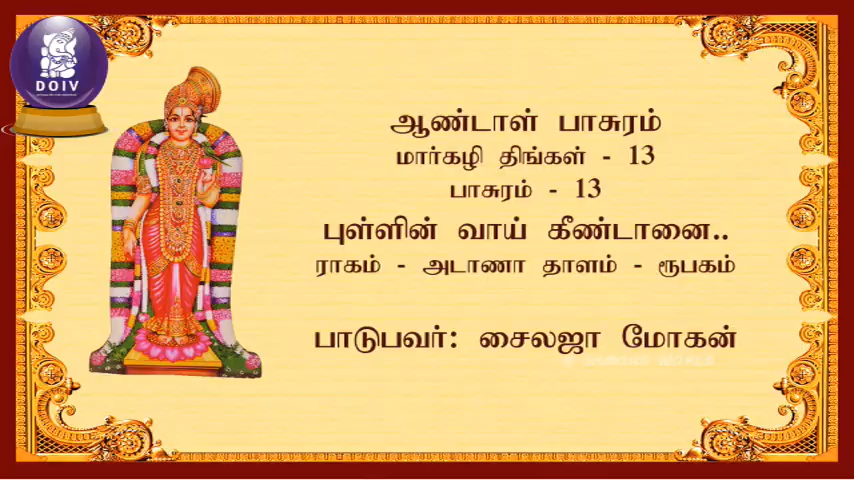 DOIV
ஆண்டாள் பாசுரம்
மார்கழி திங்கள் - 13
பாசுரம் - 13
புள்ளின் வாய் கீண்டானை..
ராகம் - அடாணா தாளம் - ரூபகம்
பாடுபவர்: சைலஜா மோகன்